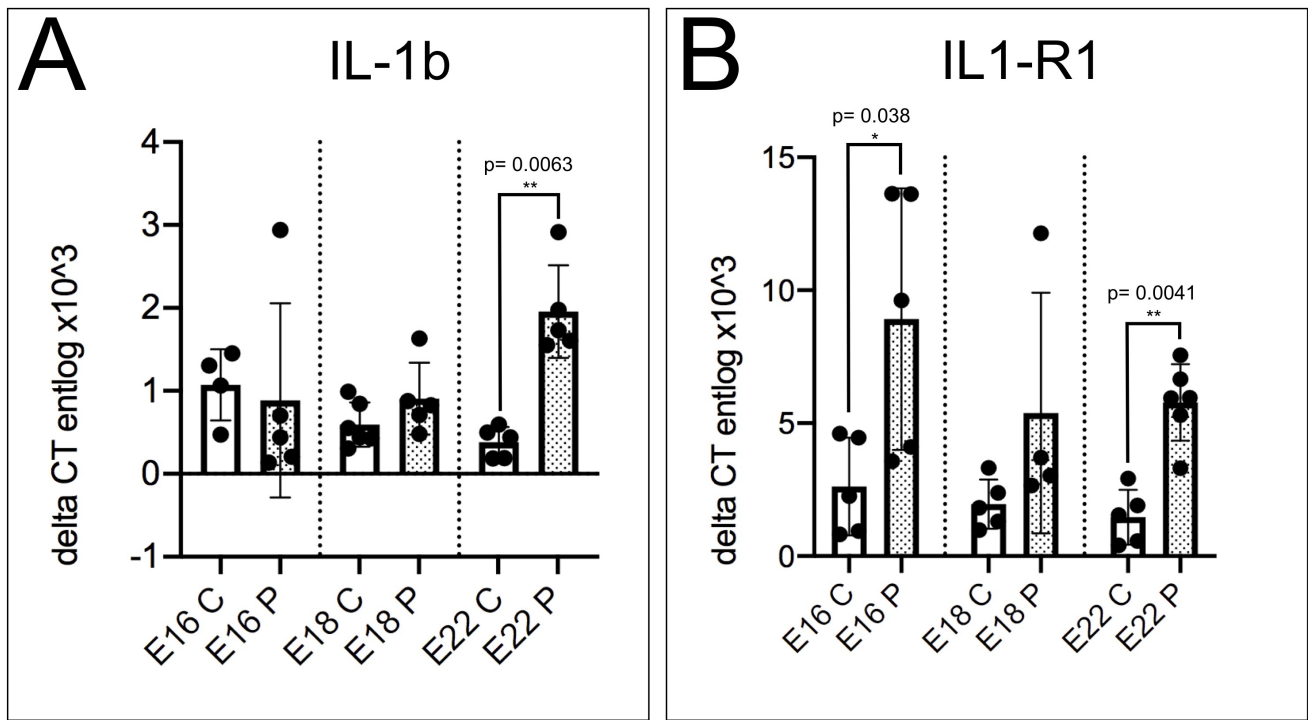 A
IL-1b
delta CT entlog x10^3
4
3
2
1
0
-1
p= 0.0063
**
E16 C
E16 P
E18 C
E18 P
E22 C
E22 P
B
IL1-R1
delta CT entlog x10^3
15
10
5
0
p= 0.038
*
p= 0.0041
**
E16 C
E16 P
E18 C
E18 P
E22 C
E22 P